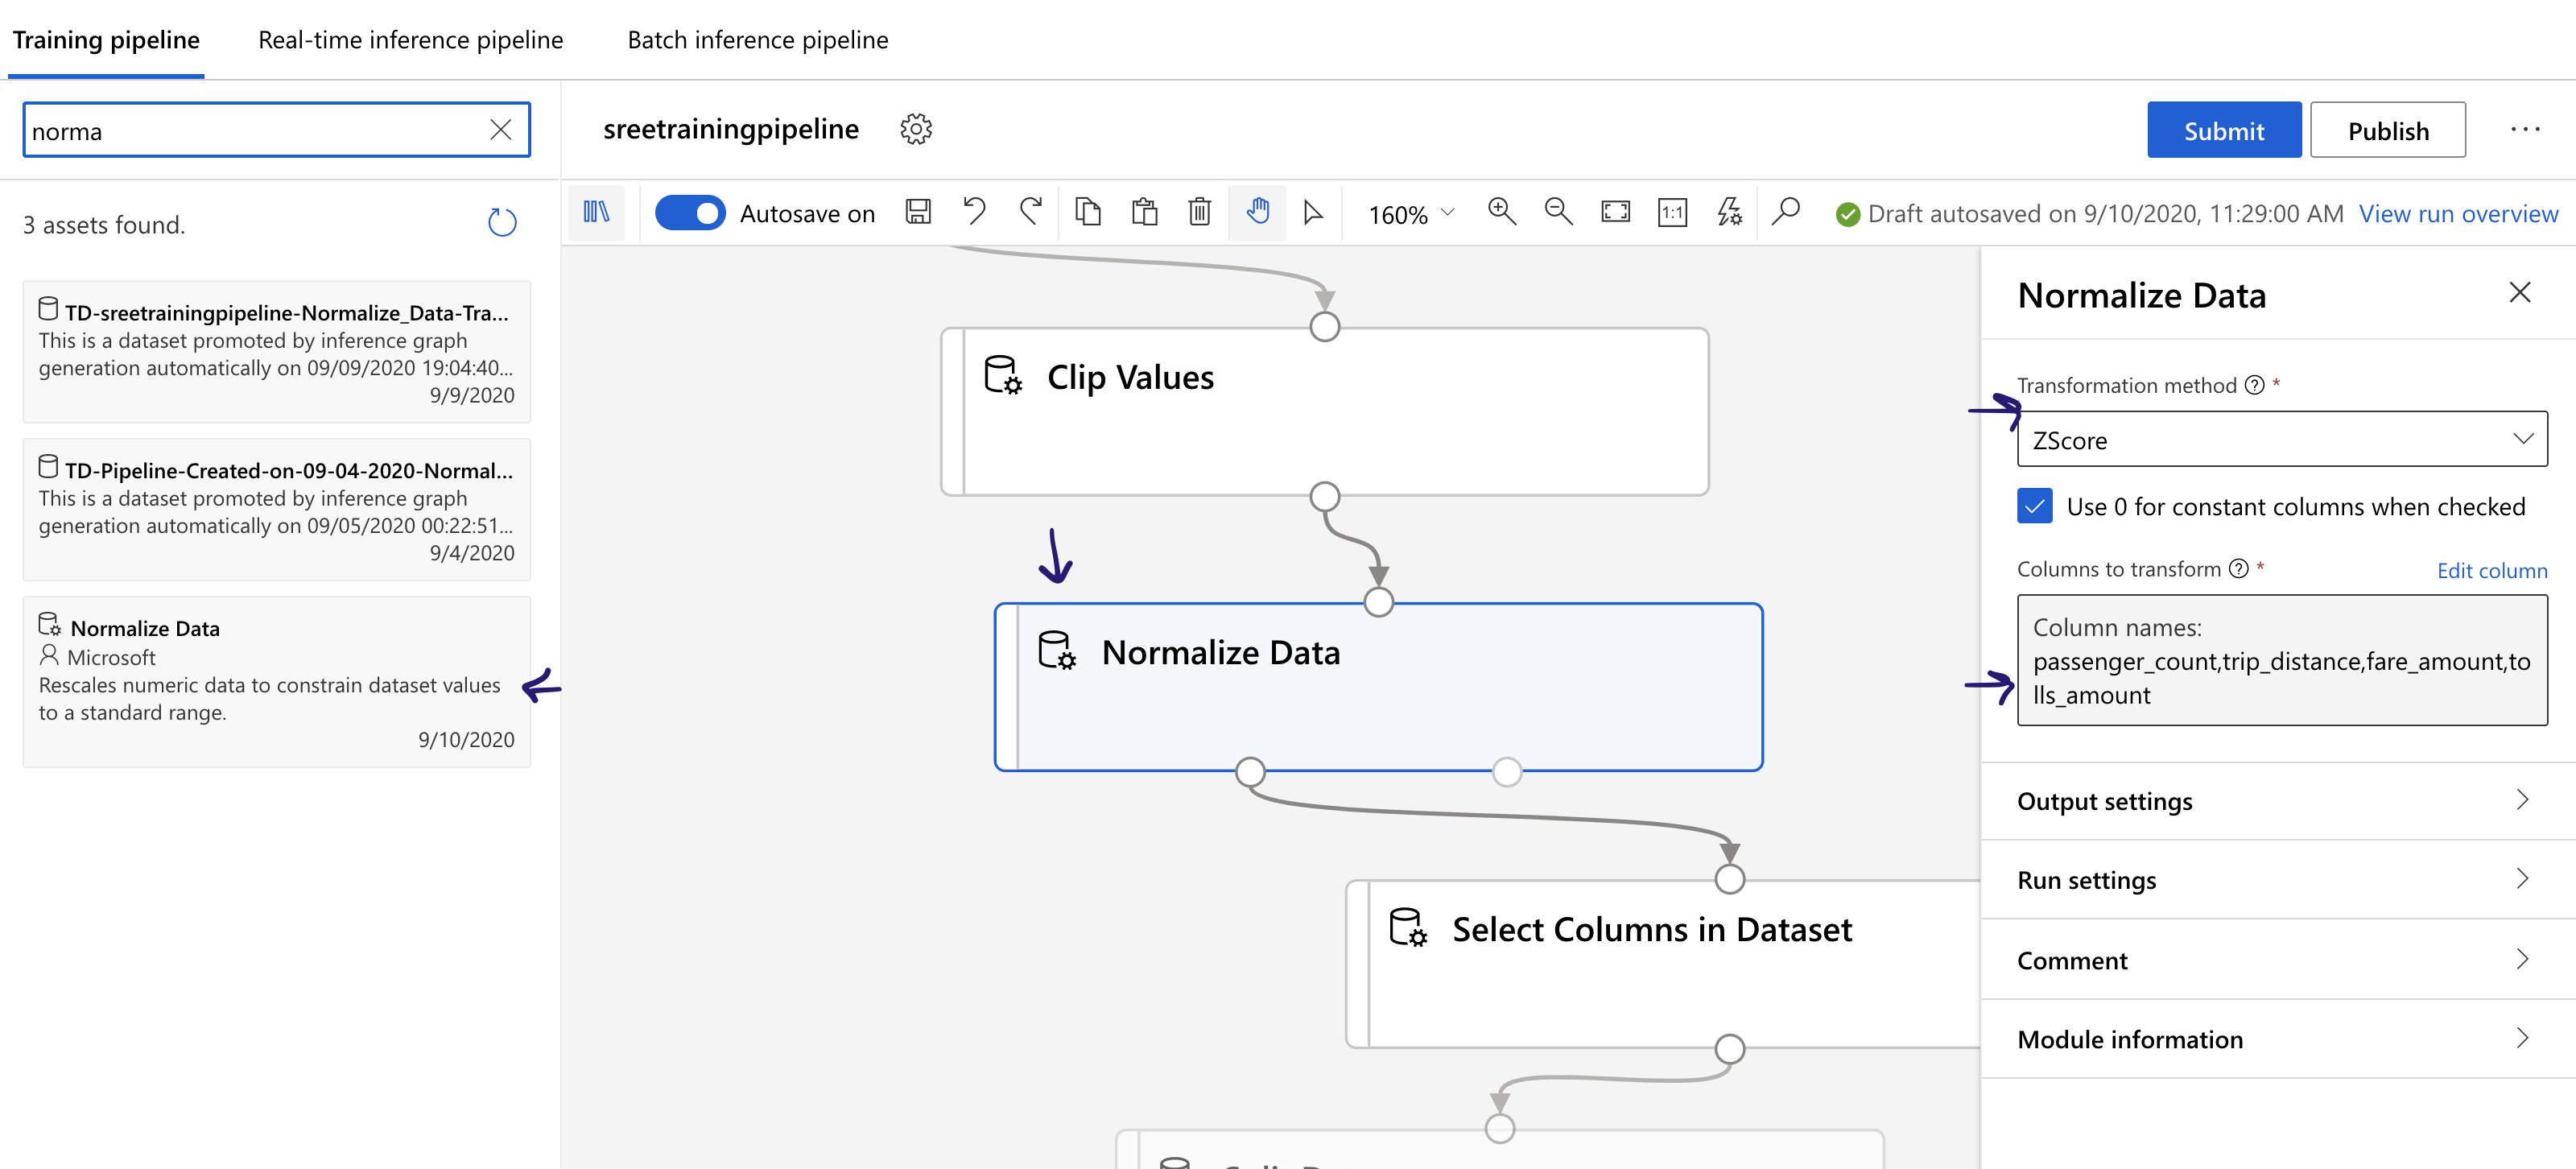 Training pipeline
Real-time inference pipeline
Batch inference pipeline
norma
sreetrainingpipeline
Submit
Publish
3 assets found.
Autosave on
160%
1:1
Draft autosaved on 9/10/2020, 11:29:00 AM
View run overview
TD-sreetrainingpipeline-Normalize_Data-Tra...
This is a dataset promoted by inference graph
generation automatically on 09/09/2020 19:04:40...
9/9/2020
TD-Pipeline-Created-on-09-04-2020-Normal...
This is a dataset promoted by inference graph
generation automatically on 09/05/2020 00:22:51...
9/4/2020
Normalize Data
Microsoft
Rescales numeric data to constrain dataset values
to a standard range.
9/10/2020
Clip Values
Normalize Data
Select Columns in Dataset
Normalize Data
Transformation method ? *
ZScore
Use 0 for constant columns when checked
Columns to transform ? *
Edit column
Column names:
passenger_count,trip_distance,fare_amount,to
lls_amount
Output settings
Run settings
Comment
Module information